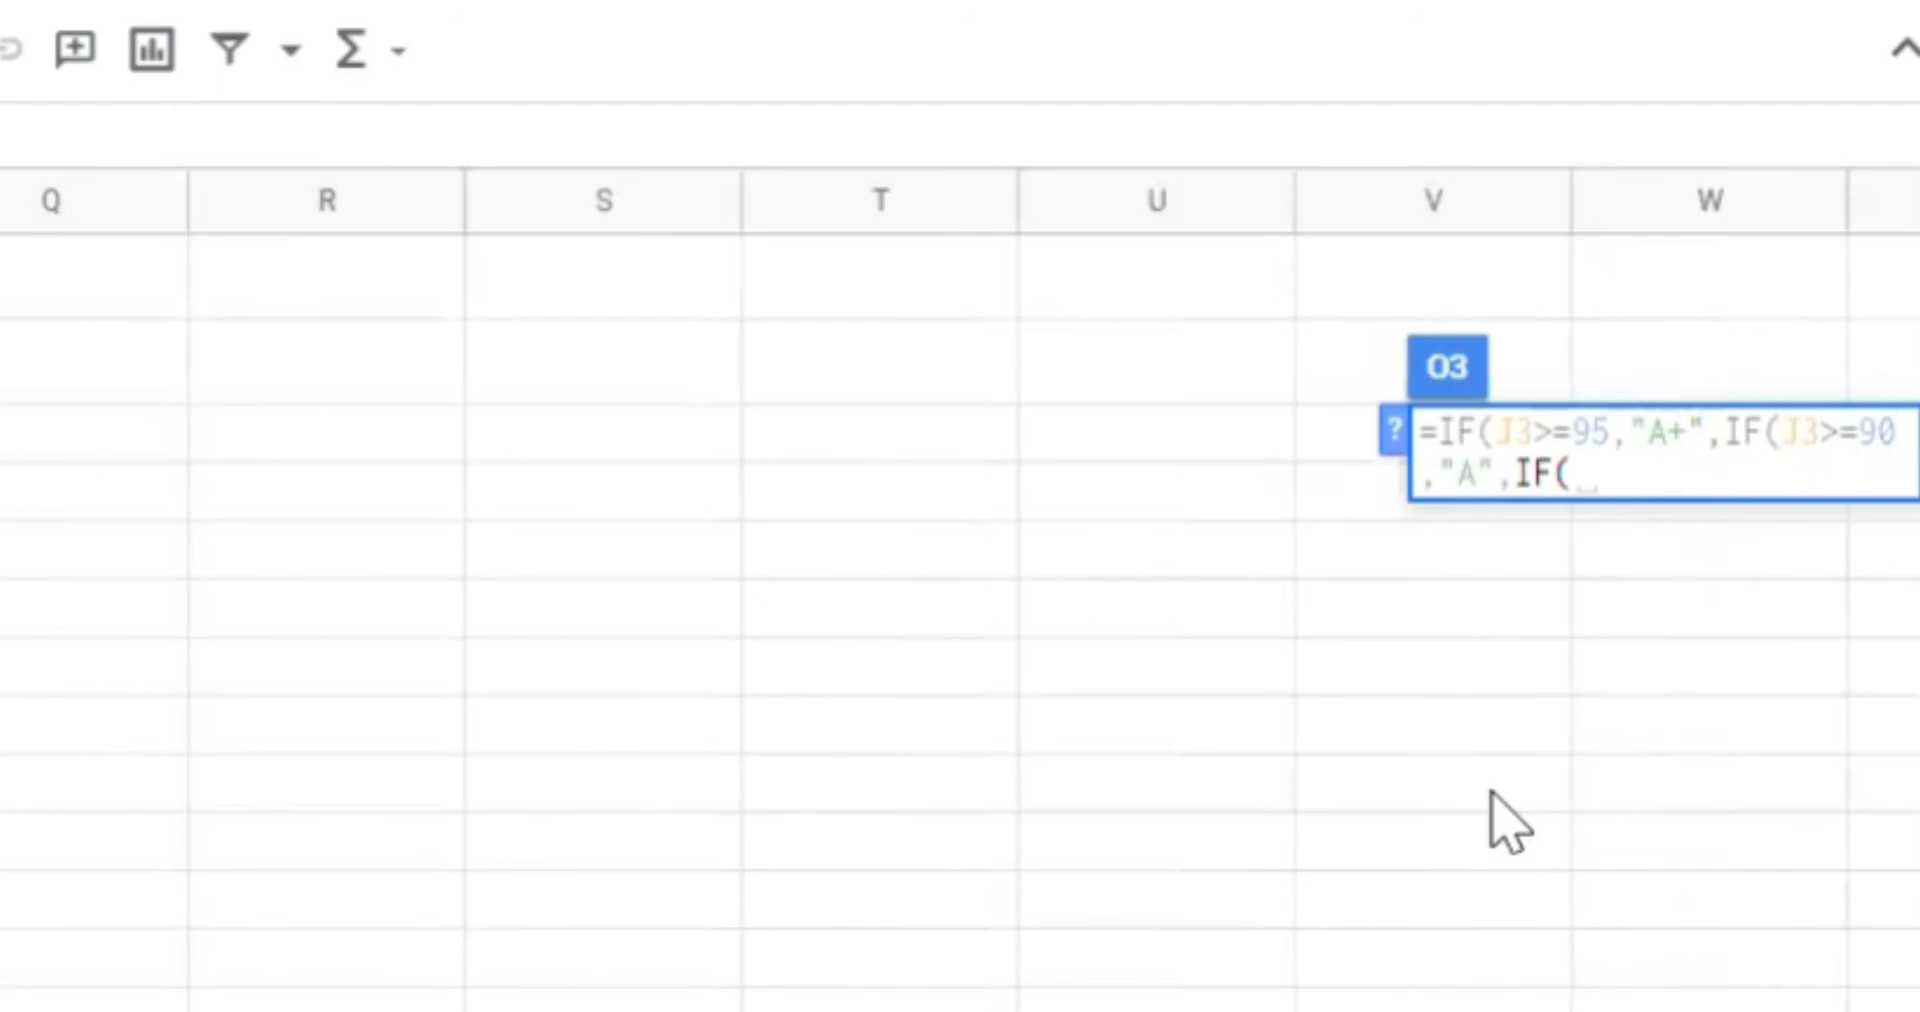 Q R S T U V W
O3
? =IF(J3>=95,"A+",IF(J3>=90
,"A",IF(